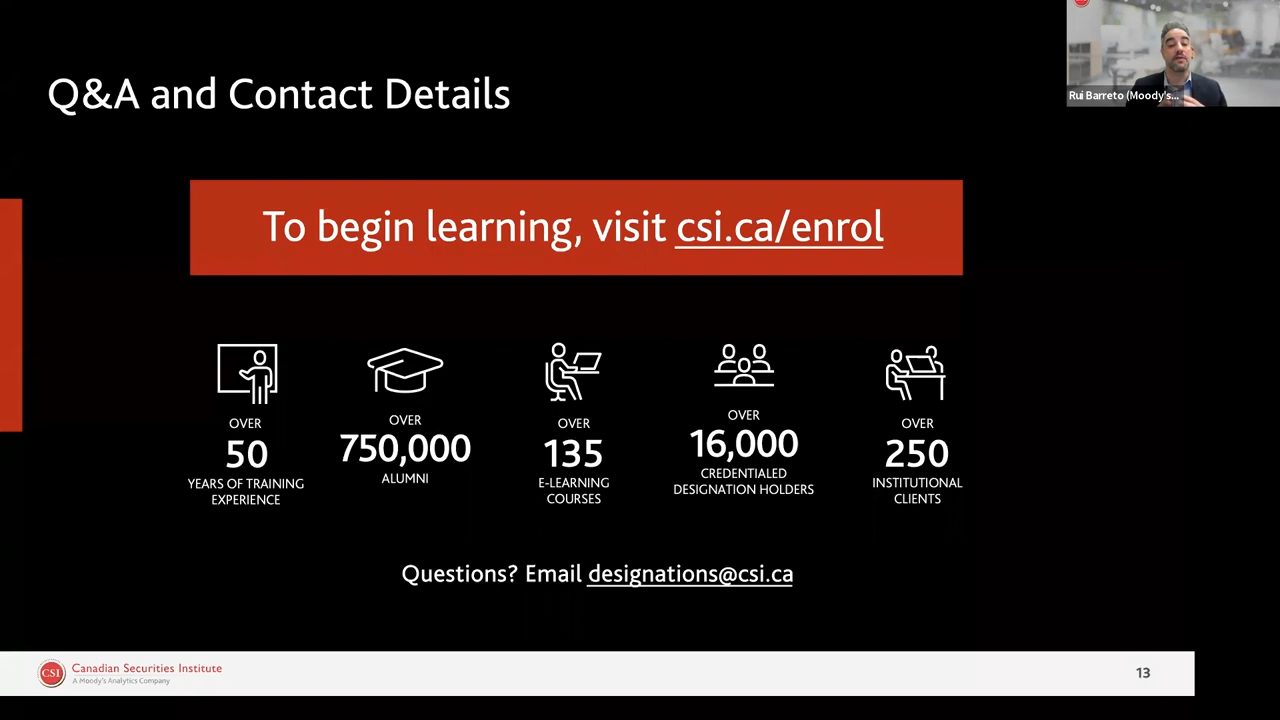 Rui Barreto (Moody's...
Q&A and Contact Details
To begin learning, visit csi.ca/enrol
OVER
50
YEARS OF TRAINING
EXPERIENCE
OVER
750,000
ALUMNI
OVER
135
E-LEARNING
COURSES
OVER
16,000
CREDENTIALED
DESIGNATION HOLDERS
OVER
250
INSTITUTIONAL
CLIENTS
Questions? Email designations@csi.ca
CSI
Canadian Securities Institute
A Moody's Analytics Company
13